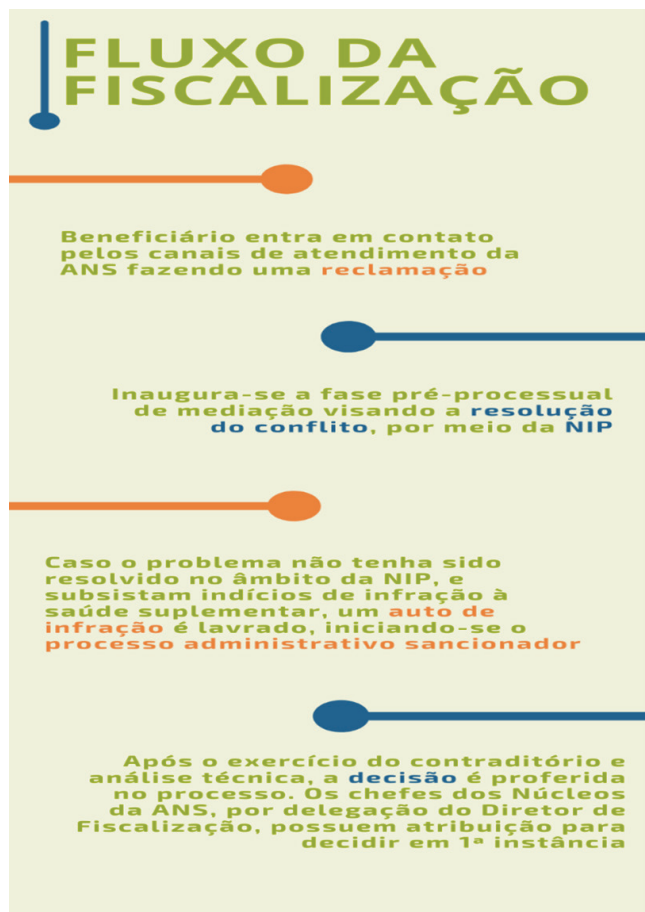 FLUXO DA
FISCALIZAÇÃO
Beneficiário entra em contato
pelos canais de atendimento da
ANS fazendo uma reclamação
Inaugura-se a fase pré-processual
de mediação visando a resolução
do conflito, por meio da NIP
Caso o problema não tenha sido
resolvido no âmbito da NIP, e
subsistam indícios de infração à
saúde suplementar, um auto de
infração é lavrado, iniciando-se o
processo administrativo sancionador
Após o exercício do contraditório e
análise técnica, a decisão é proferida
no processo. Os chefes dos Núcleos
da ANS, por delegação do Diretor de
Fiscalização, possuem atribuição para
decidir em 1ª instância